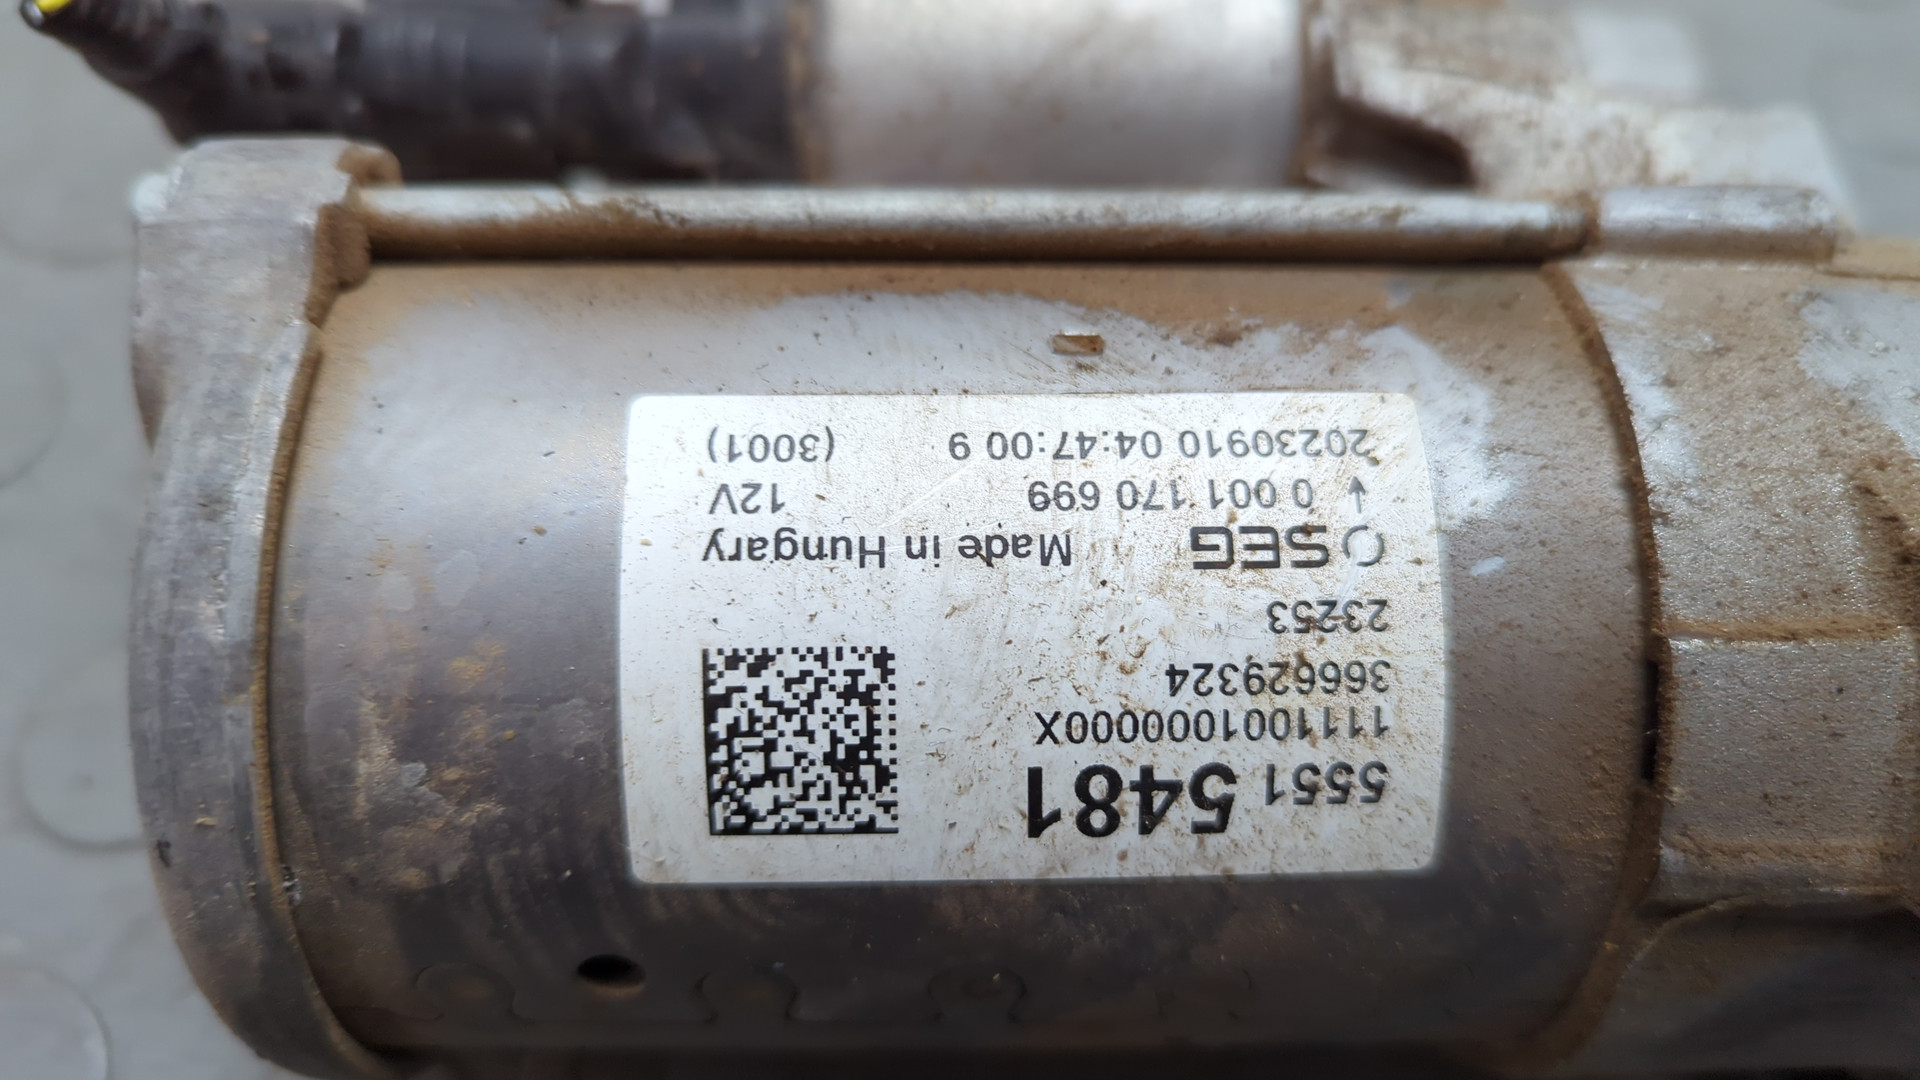 5551 5481
11110010000000X
366629324
23253
SEG Made in Hungary
↑ 0 001 170 699 12V
20230910 04:47:00 9 (3001)